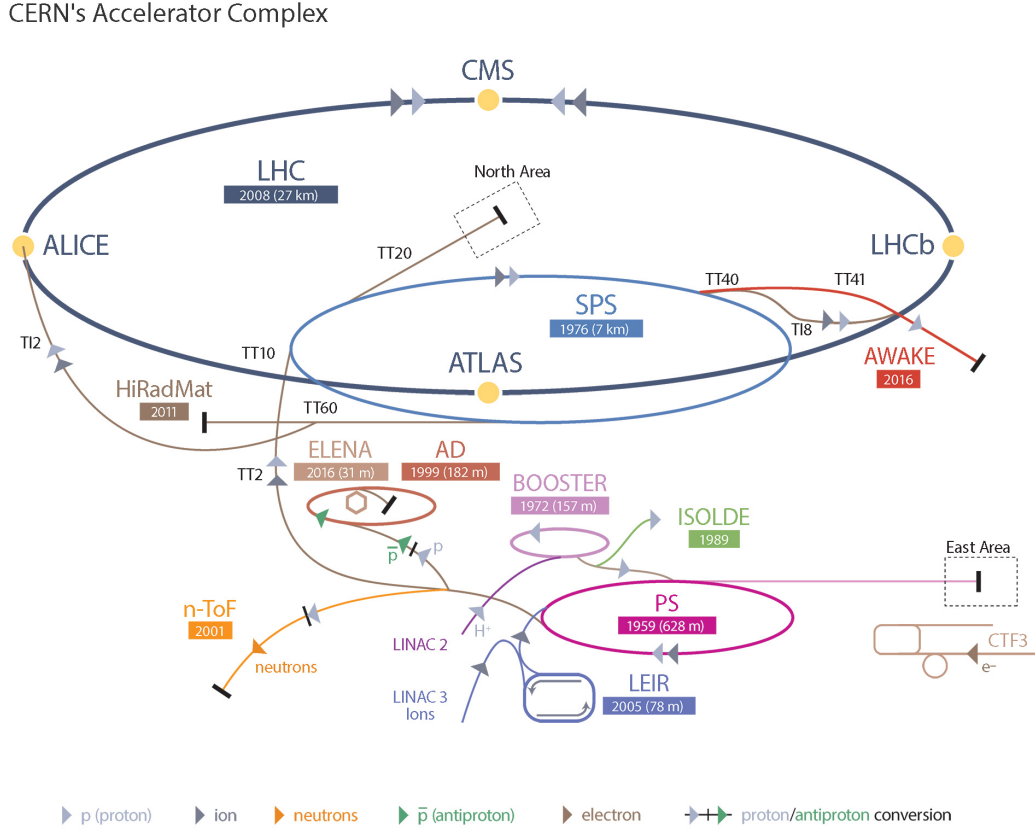 CERN's Accelerator Complex
CMS
LHC
2008 (27 km)
North Area
ALICE
TT20
LHCb
TT40
TT41
SPS
1976 (7 km)
TI8
TI2
TT10
ATLAS
AWAKE
2016
HiRadMat
2011
TT60
ELENA
2016 (31 m)
AD
1999 (182 m)
TT2
BOOSTER
1972 (157 m)
ISOLDE
1989
p̅
p
East Area
n-ToF
2001
PS
1959 (628 m)
H⁺
LINAC 2
neutrons
CTF3
e⁻
LINAC 3
Ions
LEIR
2005 (78 m)
p (proton)
ion
neutrons
p̅ (antiproton)
electron
proton/antiproton conversion